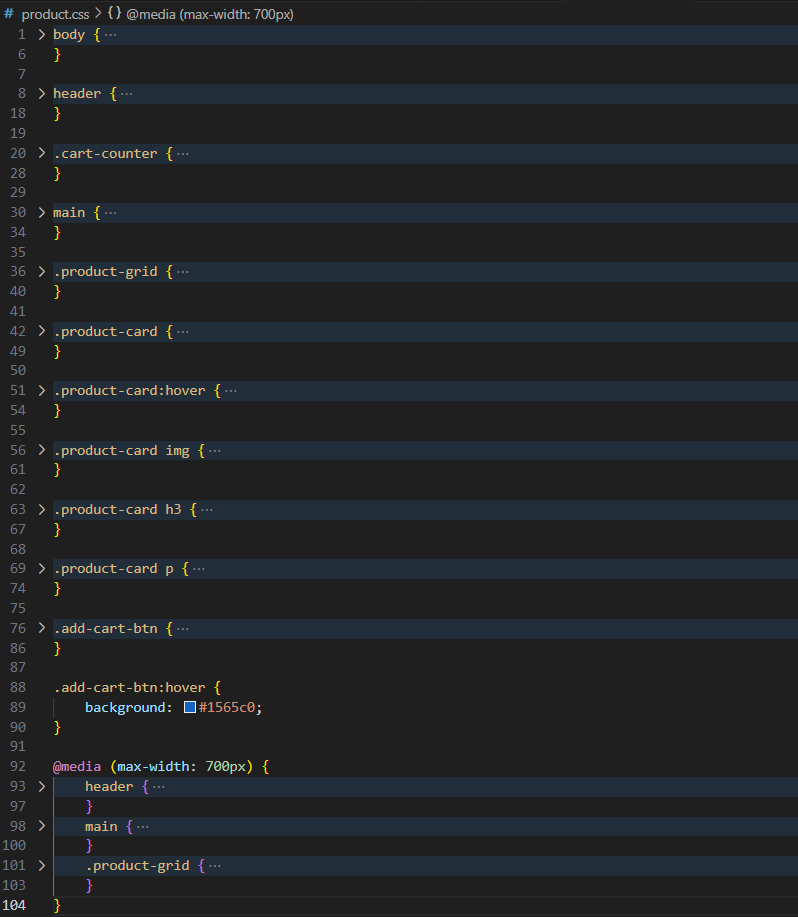 # product.css > {} @media (max-width: 700px)
1 > body { ···
6 }
7
8 > header { ···
18 }
19
20 > .cart-counter { ···
28 }
29
30 > main { ···
34 }
35
36 > .product-grid { ···
40 }
41
42 > .product-card { ···
49 }
50
51 > .product-card:hover { ···
54 }
55
56 > .product-card img { ···
61 }
62
63 > .product-card h3 { ···
67 }
68
69 > .product-card p { ···
74 }
75
76 > .add-cart-btn { ···
86 }
87
88 .add-cart-btn:hover {
89 background: #1565c0;
90 }
91
92 @media (max-width: 700px) {
93 > header { ···
97 }
98 > main { ···
100 }
101 > .product-grid { ···
103 }
104 }